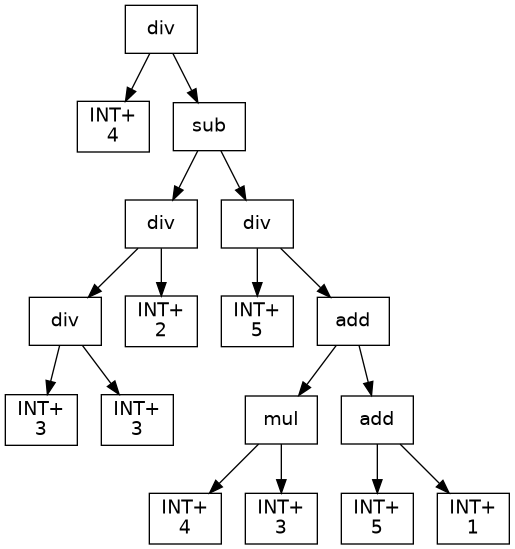 div
INT+
4
sub
div
div
div
INT+
2
INT+
5
add
INT+
3
INT+
3
mul
add
INT+
4
INT+
3
INT+
5
INT+
1